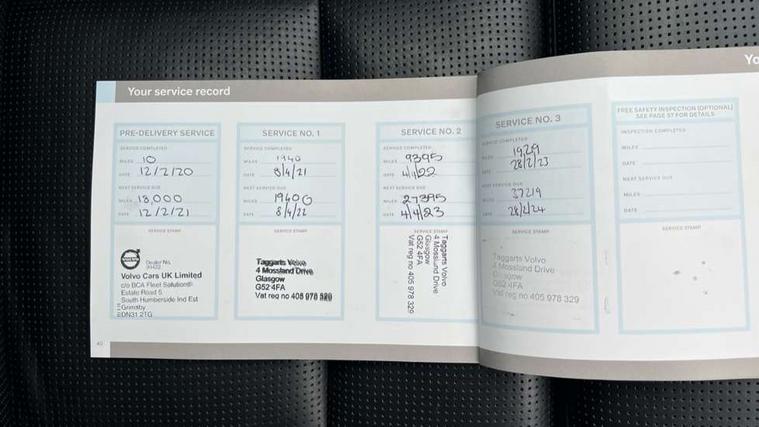 Your service record
Yo
PRE-DELIVERY SERVICE
SERVICE COMPLETED
MILES 10
DATE 12/2/20
NEXT SERVICE DUE
MILES 18,000
DATE 12/2/21
SERVICE STAMP
VOLVO
Dealer No.
Volvo Cars UK Limited
c/o BCA Fleet Solutions
Estate Road 5
South Humberside Ind Est
Grimsby
DN31 2TG
SERVICE NO. 1
SERVICE COMPLETED
MILES 1940
DATE 8/4/21
NEXT SERVICE DUE
MILES 19400
DATE 8/4/22
SERVICE STAMP
Taggarts Volvo
4 Mossland Drive
Glasgow
G52 4FA
Vat reg no 405 978 329
SERVICE NO. 2
SERVICE COMPLETED
MILES 9395
DATE 4/4/22
NEXT SERVICE DUE
MILES 27395
DATE 4/4/23
SERVICE STAMP
Taggarts Volvo
4 Mossland Drive
Glasgow
G52 4FA
Vat reg no 405 978 329
SERVICE NO. 3
SERVICE COMPLETED
MILES
DATE 28/2/23
NEXT SERVICE DUE
MILES 37219
DATE 28/2/24
SERVICE STAMP
Taggarts Volvo
4 Mossland Drive
Glasgow
G52 4FA
Vat reg no 405 978 329
FREE SAFETY INSPECTION (OPTIONAL)
SEE PAGE 57 FOR DETAILS
INSPECTION COMPLETED
MILES
DATE
NEXT SERVICE DUE
MILES
DATE
SERVICE STAMP
40